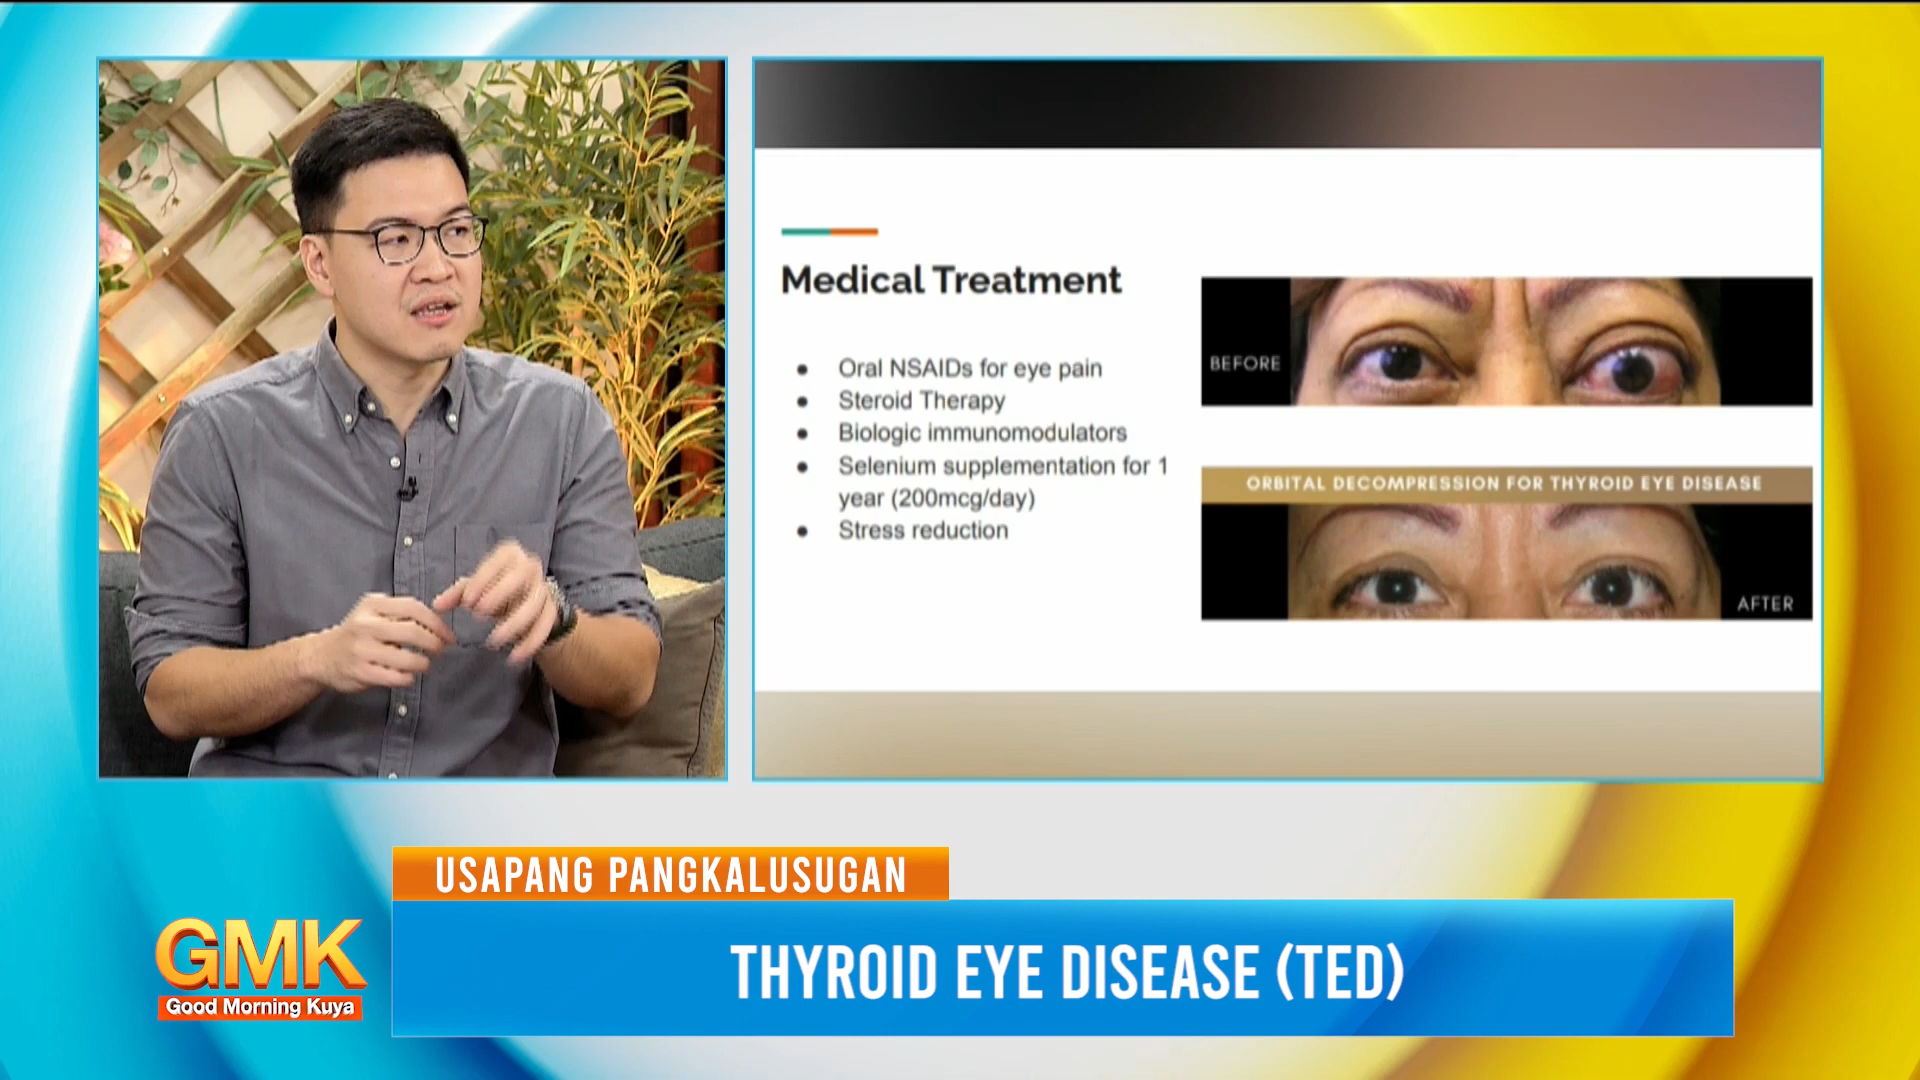 Medical Treatment
● Oral NSAIDs for eye pain
● Steroid Therapy
● Biologic immunomodulators
● Selenium supplementation for 1
year (200mcg/day)
● Stress reduction
BEFORE
ORBITAL DECOMPRESSION FOR THYROID EYE DISEASE
AFTER
USAPANG PANGKALUSUGAN
THYROID EYE DISEASE (TED)
GMK
Good Morning Kuya